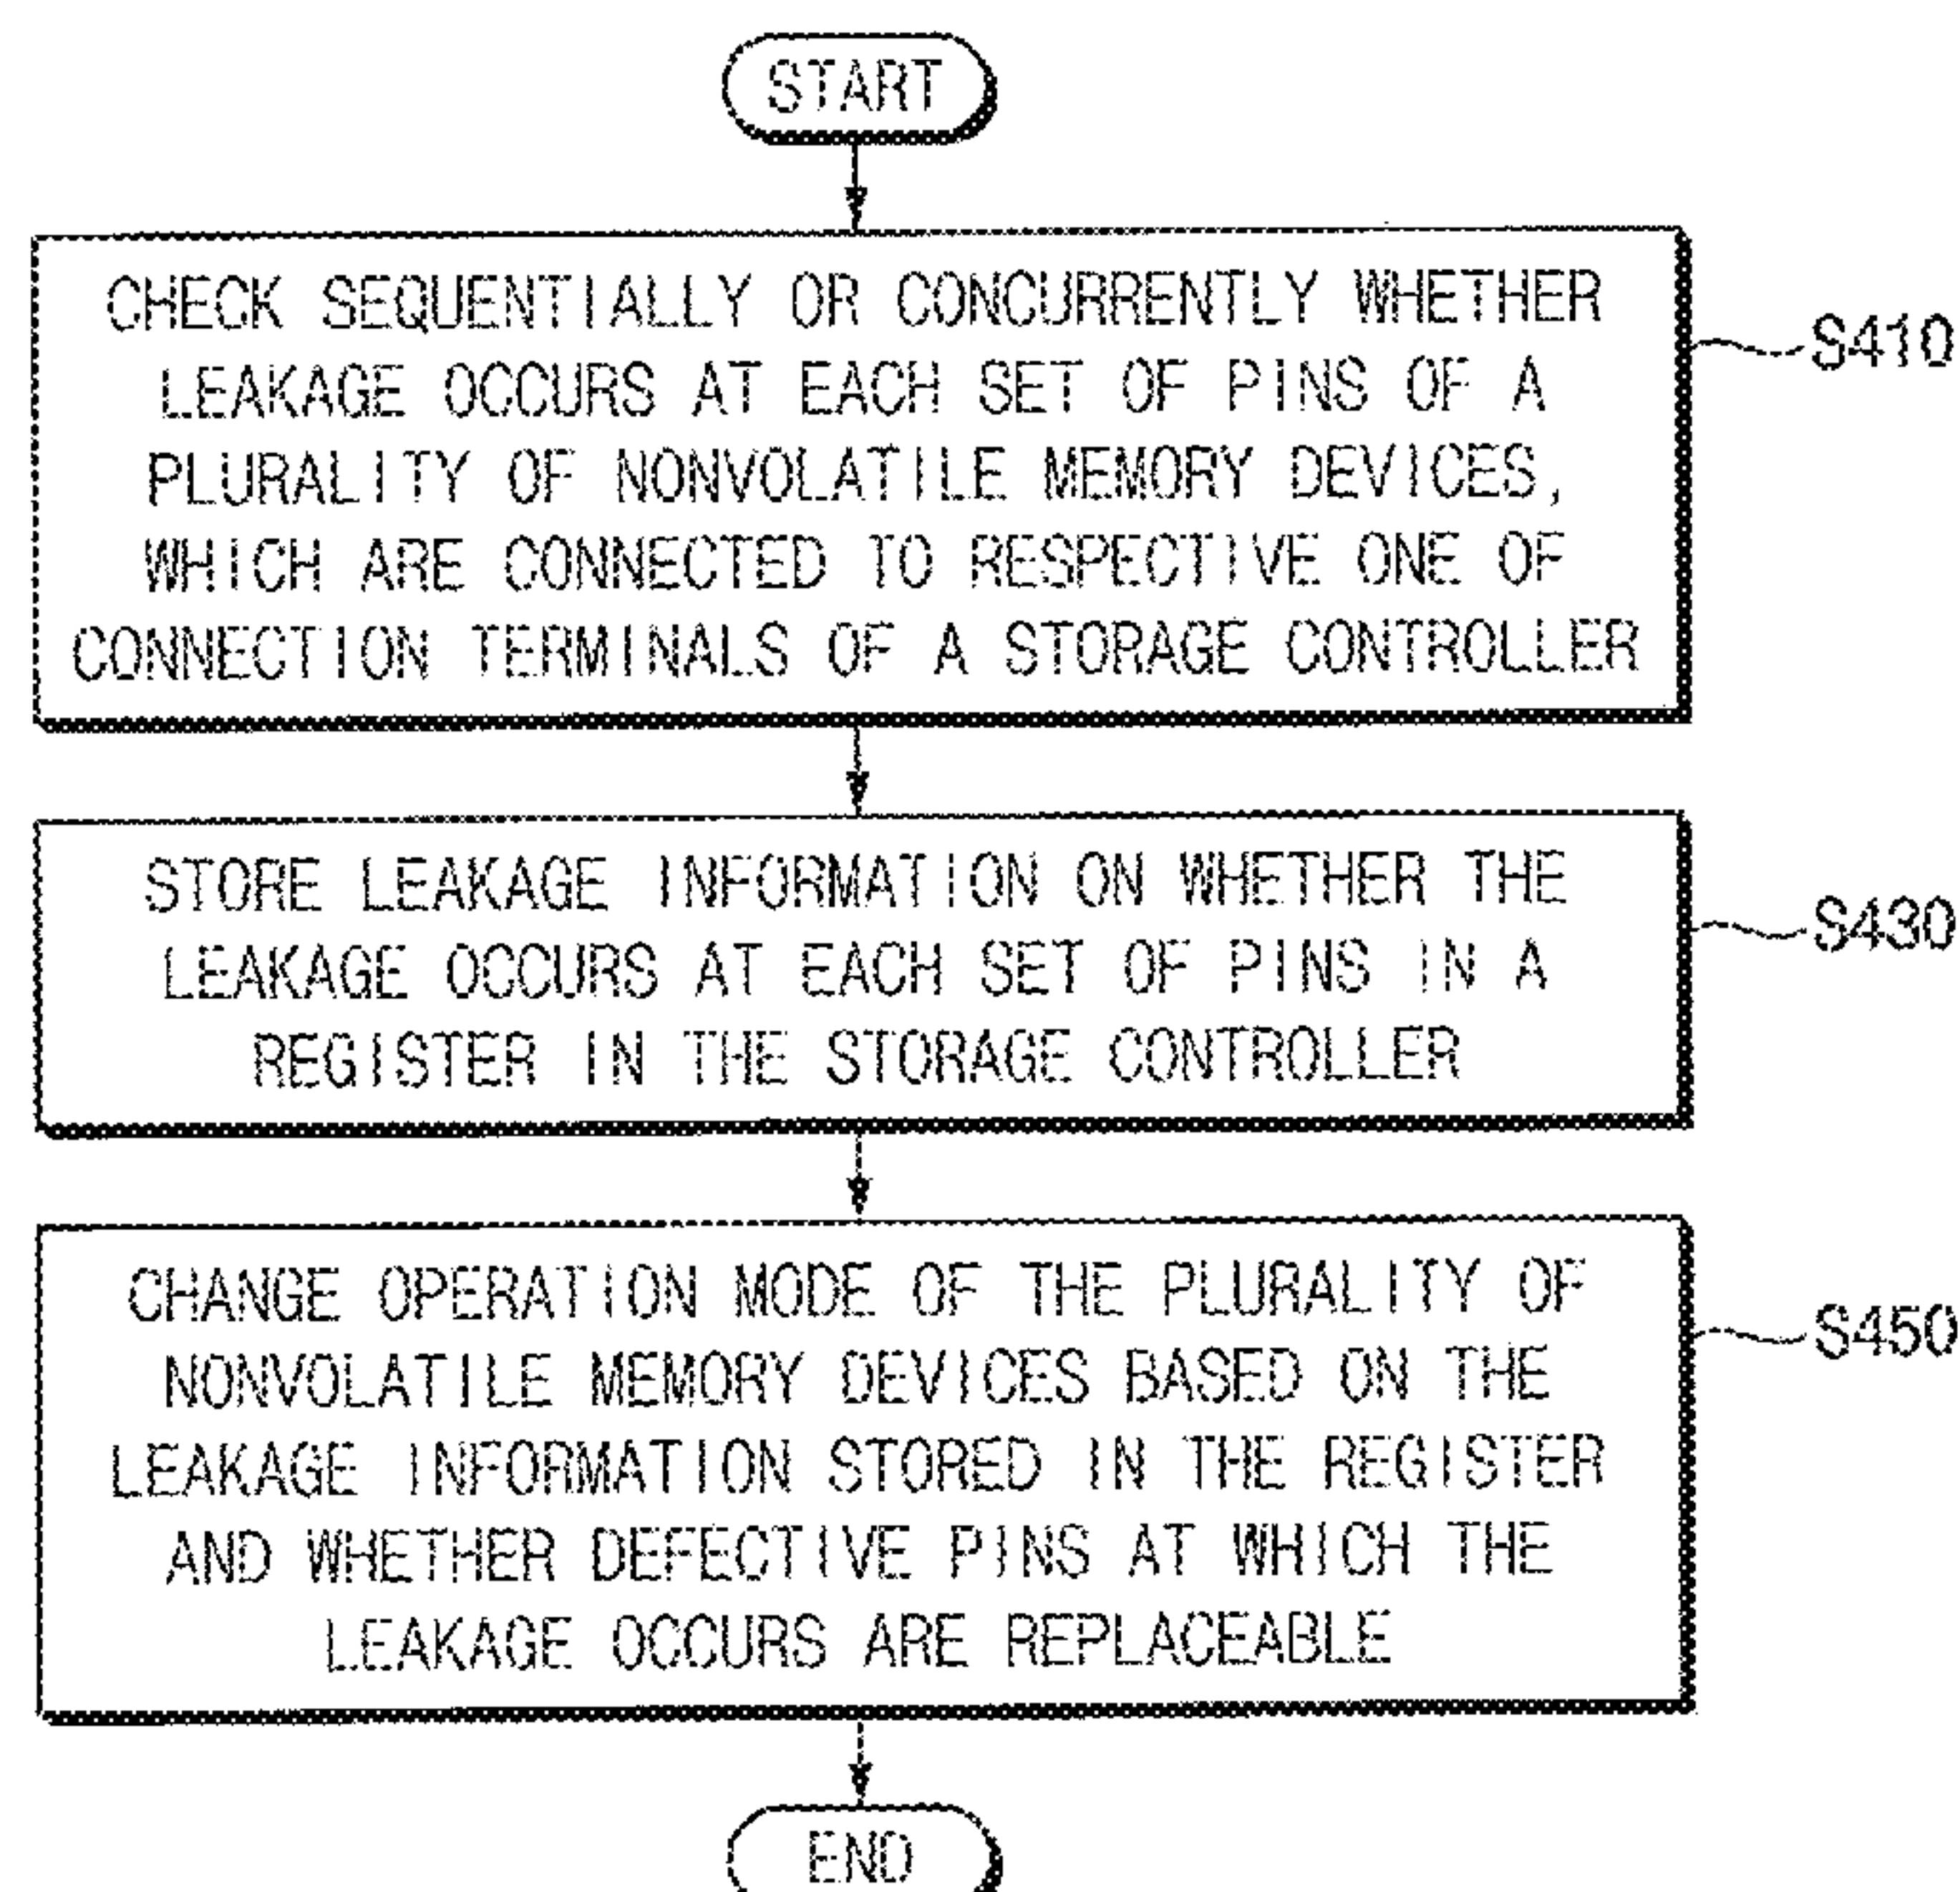 START
CHECK SEQUENTIALLY OR CONCURRENTLY WHETHER
LEAKAGE OCCURS AT EACH SET OF PINS OF A
PLURALITY OF NONVOLATILE MEMORY DEVICES,
WHICH ARE CONNECTED TO RESPECTIVE ONE OF
CONNECTION TERMINALS OF A STORAGE CONTROLLER
S410
STORE LEAKAGE INFORMATION ON WHETHER THE
LEAKAGE OCCURS AT EACH SET OF PINS IN A
REGISTER IN THE STORAGE CONTROLLER
S430
CHANGE OPERATION MODE OF THE PLURALITY OF
NONVOLATILE MEMORY DEVICES BASED ON THE
LEAKAGE INFORMATION STORED IN THE REGISTER
AND WHETHER DEFECTIVE PINS AT WHICH THE
LEAKAGE OCCURS ARE REPLACEABLE
S450
END